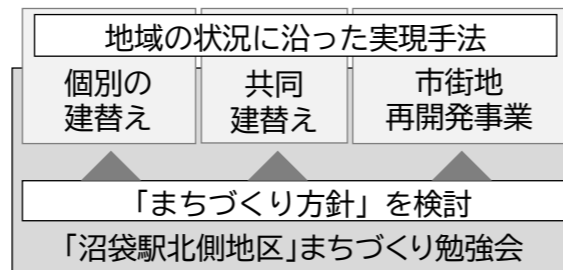 地域の状況に沿った実現手法
個別の
建替え
共同
建替え
市街地
再開発事業
「まちづくり方針」を検討
「沼袋駅北側地区」まちづくり勉強会